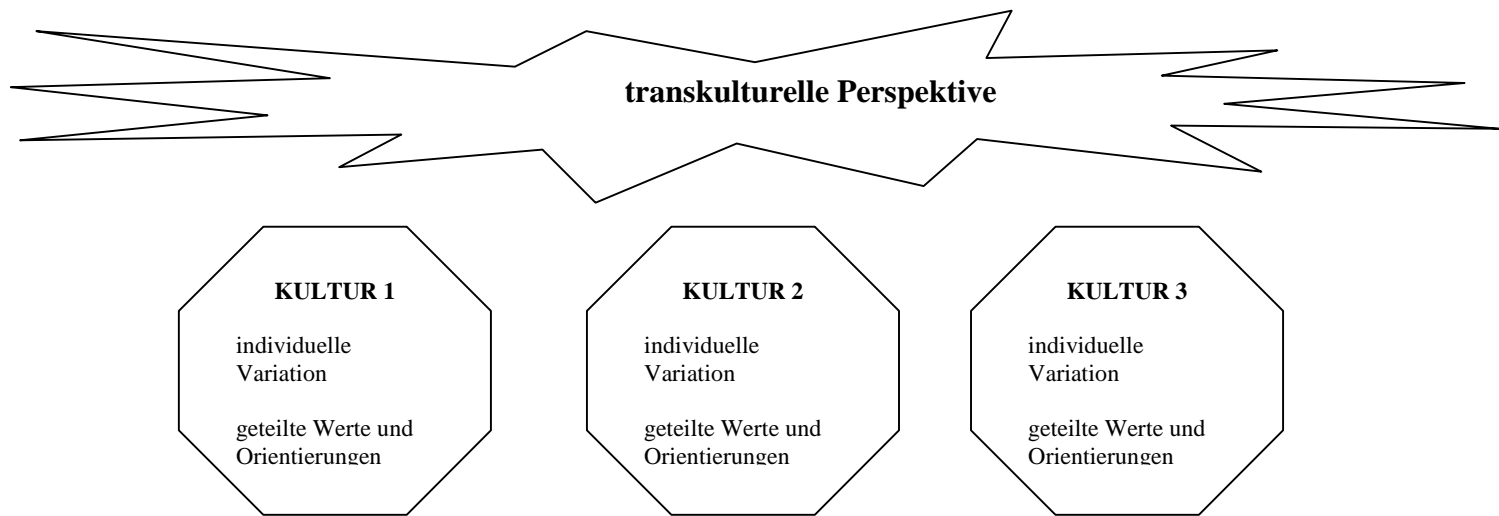 transkulturelle Perspektive
KULTUR 1
individuelle
Variation
geteilte Werte und
Orientierungen
KULTUR 2
individuelle
Variation
geteilte Werte und
Orientierungen
KULTUR 3
individuelle
Variation
geteilte Werte und
Orientierungen